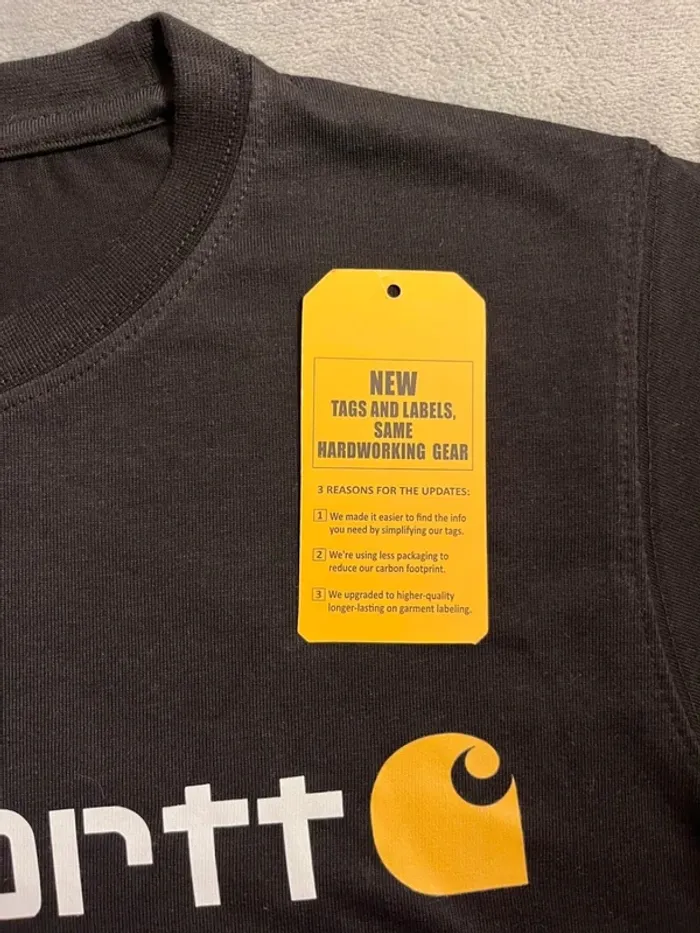 NEW
TAGS AND LABELS,
SAME
HARDWORKING GEAR
3 REASONS FOR THE UPDATES:
1 We made it easier to find the info
you need by simplifying our tags.
2 We're using less packaging to
reduce our carbon footprint.
3 We upgraded to higher-quality
longer-lasting on garment labeling.
ortt